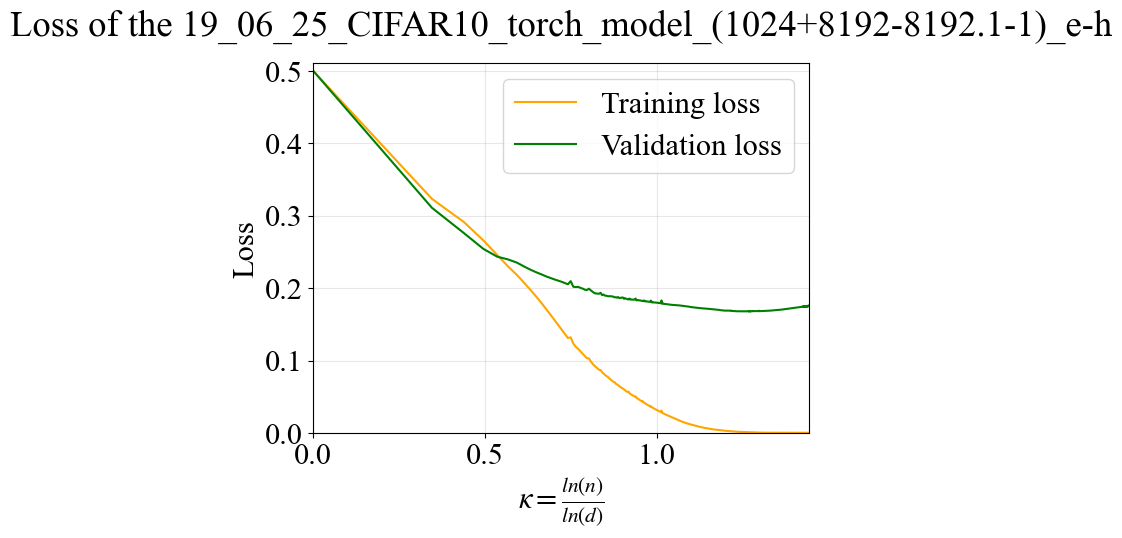 Loss of the 19_06_25_CIFAR10_torch_model_(1024+8192-8192.1-1)_e-h
0.5
0.4
0.3
0.2
0.1
0.0
Loss
Training loss
Validation loss
0.0 0.5 1.0
κ = ln(n)/ln(d)